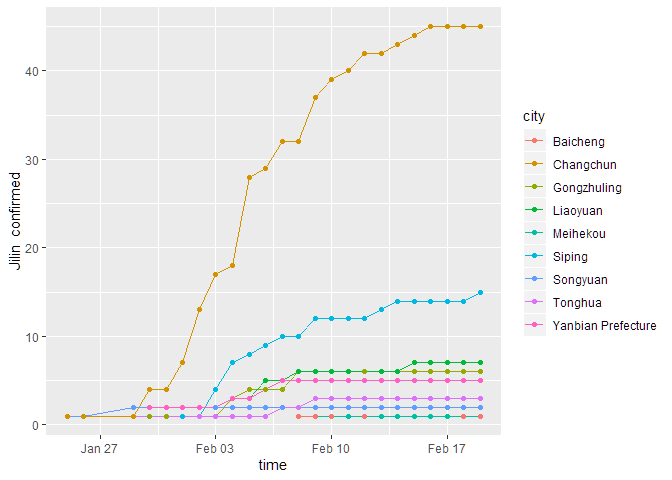 Jilin confirmed
40
30
20
10
0
Jan 27
Feb 03
Feb 10
Feb 17
time
city
Baicheng
Changchun
Gongzhuling
Liaoyuan
Meihekou
Siping
Songyuan
Tonghua
Yanbian Prefecture